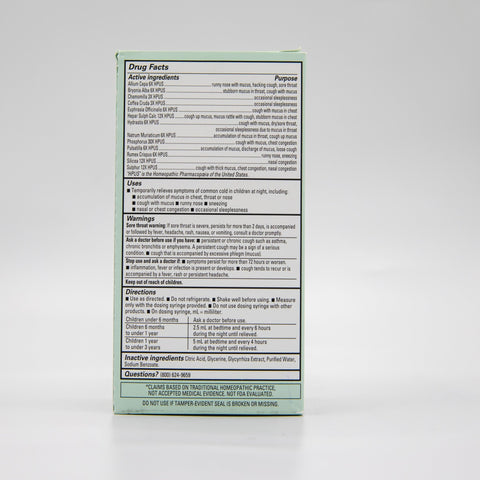 Drug Facts
Active ingredients Purpose
Allium Cepa 6X HPUS runny nose with mucus, hacking cough, sore throat
Bryonia Alba 6X HPUS stubborn mucus in throat, cough with mucus
Chamomilla 3X HPUS occasional sleeplessness
Coffea Cruda 3X HPUS occasional sleeplessness
Euphrasia Officinalis 6X HPUS cough with mucus in chest
Hepar Sulph Calc 12X HPUS cough up mucus, mucus rattle with cough, stubborn mucus in chest
Hydrastis 6X HPUS cough with mucus, dry/sore throat,
occasional sleeplessness due to mucus in throat
Natrum Muriaticum 6X HPUS accumulation of mucus in throat, cough up mucus
Phosphorus 30X HPUS cough with mucus, chest congestion
Pulsatilla 6X HPUS accumulation of mucus, discharge of mucus, loose cough
Rumex Crispus 6X HPUS runny nose, sneezing
Silicea 12X HPUS nasal congestion
Sulphur 12X HPUS cough with thick mucus, chest congestion, nasal congestion
"HPUS" is the Homeopathic Pharmacopœia of the United States.
Uses
■ Temporarily relieves symptoms of common cold in children at night, including:
■ accumulation of mucus in chest, throat or nose
■ cough with mucus ■ runny nose ■ sneezing
■ nasal or chest congestion ■ occasional sleeplessness
Warnings
Sore throat warning: If sore throat is severe, persists for more than 2 days, is accompanied
or followed by fever, headache, rash, nausea, or vomiting, consult a doctor promptly.
Ask a doctor before use if you have: ■ persistent or chronic cough such as asthma,
chronic bronchitis or emphysema. A persistent cough may be a sign of a serious
condition. ■ cough that is accompanied by excessive phlegm (mucus).
Stop use and ask a doctor if: ■ symptoms persist for more than 72 hours or worsen.
■ inflammation, fever or infection is present or develops. ■ cough tends to recur or is
accompanied by a fever, rash or persistent headache.
Keep out of reach of children.
Directions
■ Use as directed. ■ Do not refrigerate. ■ Shake well before using. ■ Measure
only with the dosing syringe provided. ■ Do not use dosing syringe with other
products. ■ On dosing syringe, mL = milliliter.
Children under 6 months Ask a doctor before use.
Children 6 months 2.5 mL at bedtime and every 6 hours
to under 1 year during the night until relieved.
Children 1 year 5 mL at bedtime and every 4 hours
to under 3 years during the night until relieved.
Inactive ingredients Citric Acid, Glycerine, Glycyrrhiza Extract, Purified Water,
Sodium Benzoate.
Questions? (800) 624-9659
*CLAIMS BASED ON TRADITIONAL HOMEOPATHIC PRACTICE,
NOT ACCEPTED MEDICAL EVIDENCE. NOT FDA EVALUATED.
DO NOT USE IF TAMPER-EVIDENT SEAL IS BROKEN OR MISSING.